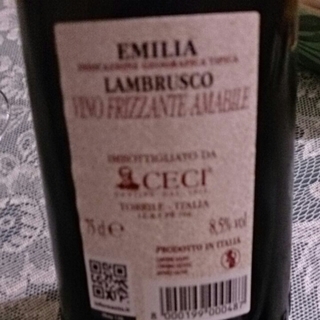 EMILIA
INDICAZIONE GEOGRAFICA TIPICA
LAMBRUSCO
VINO FRIZZANTE AMABILE
IMBOTTIGLIATO DA
CECI
TORRILE - ITALIA
75 cl e
8,5% vol
PRODOTTO IN ITALIA
8 000199 000487